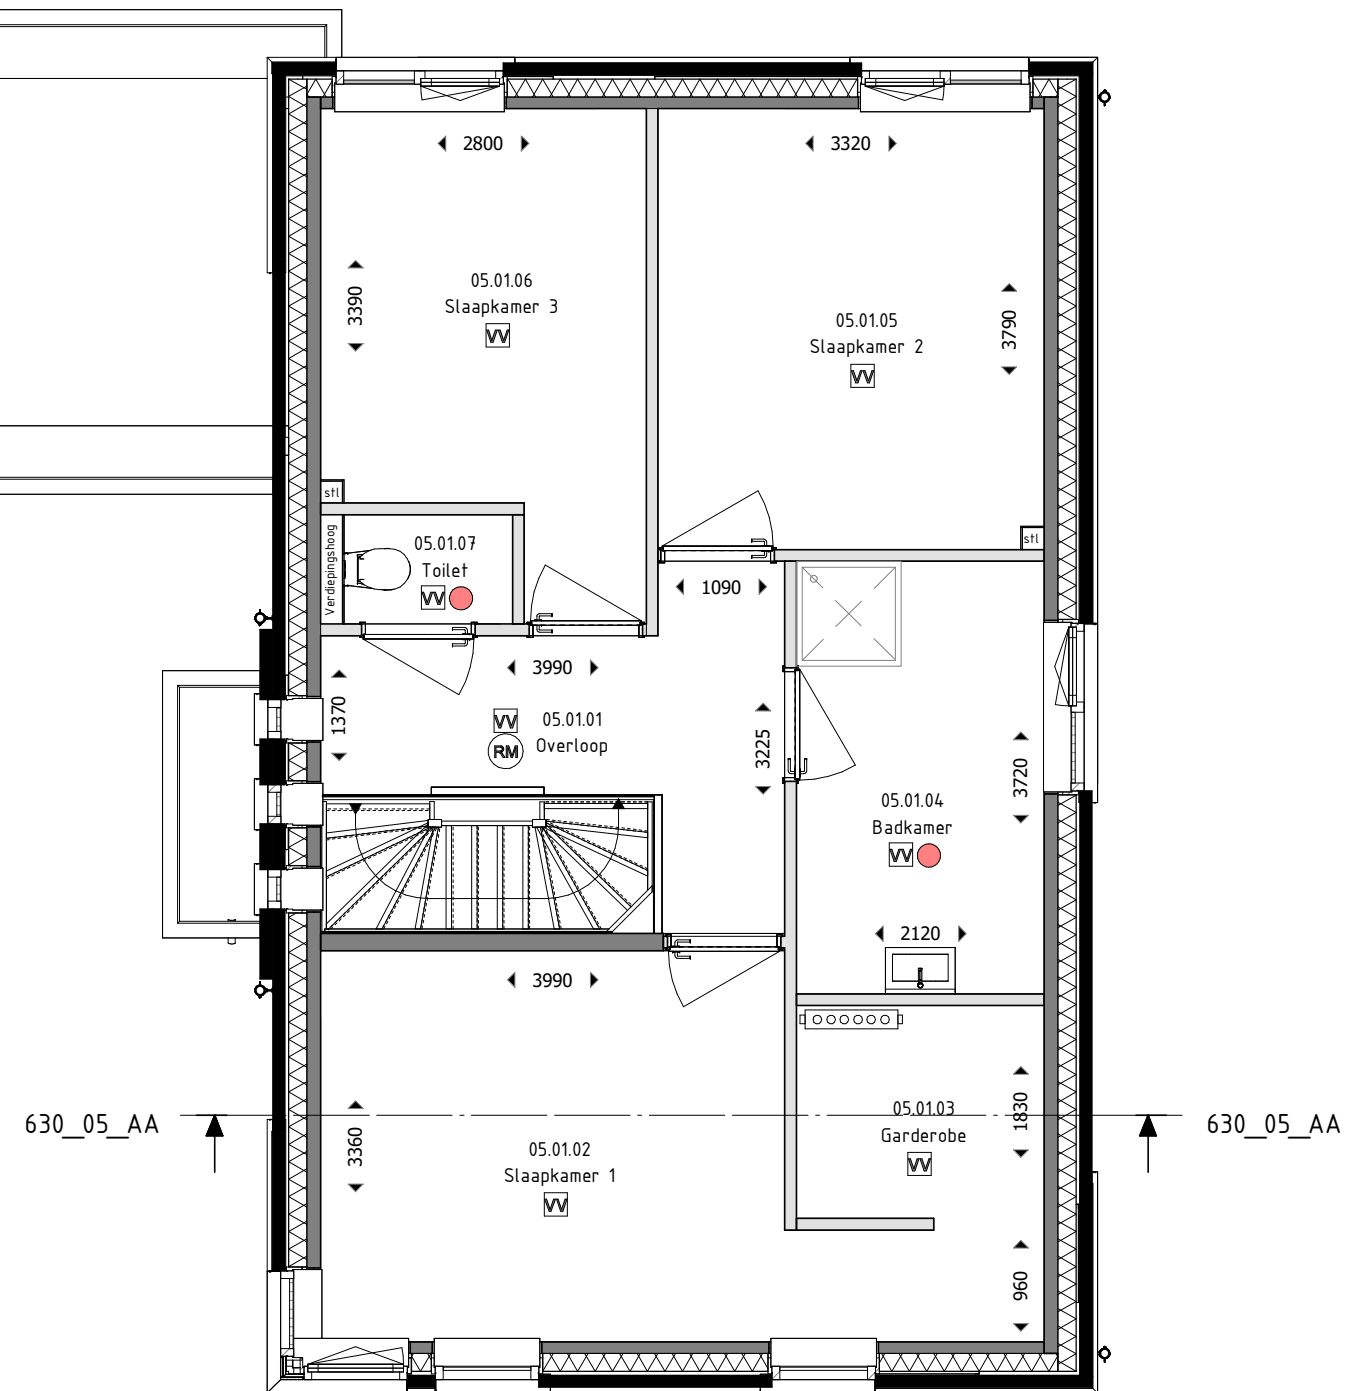 2800
3320
05.01.06
Slaapkamer 3
VV
3390
05.01.05
Slaapkamer 2
VV
3790
stl
Verdiepingshoog
05.01.07
Toilet
VV
stl
1090
3990
1370
VV
05.01.01
RM
Overloop
3225
3720
05.01.04
Badkamer
VV
2120
3990
630_05_AA
630_05_AA
3360
05.01.02
Slaapkamer 1
VV
05.01.03
Garderobe
VV
1830
960